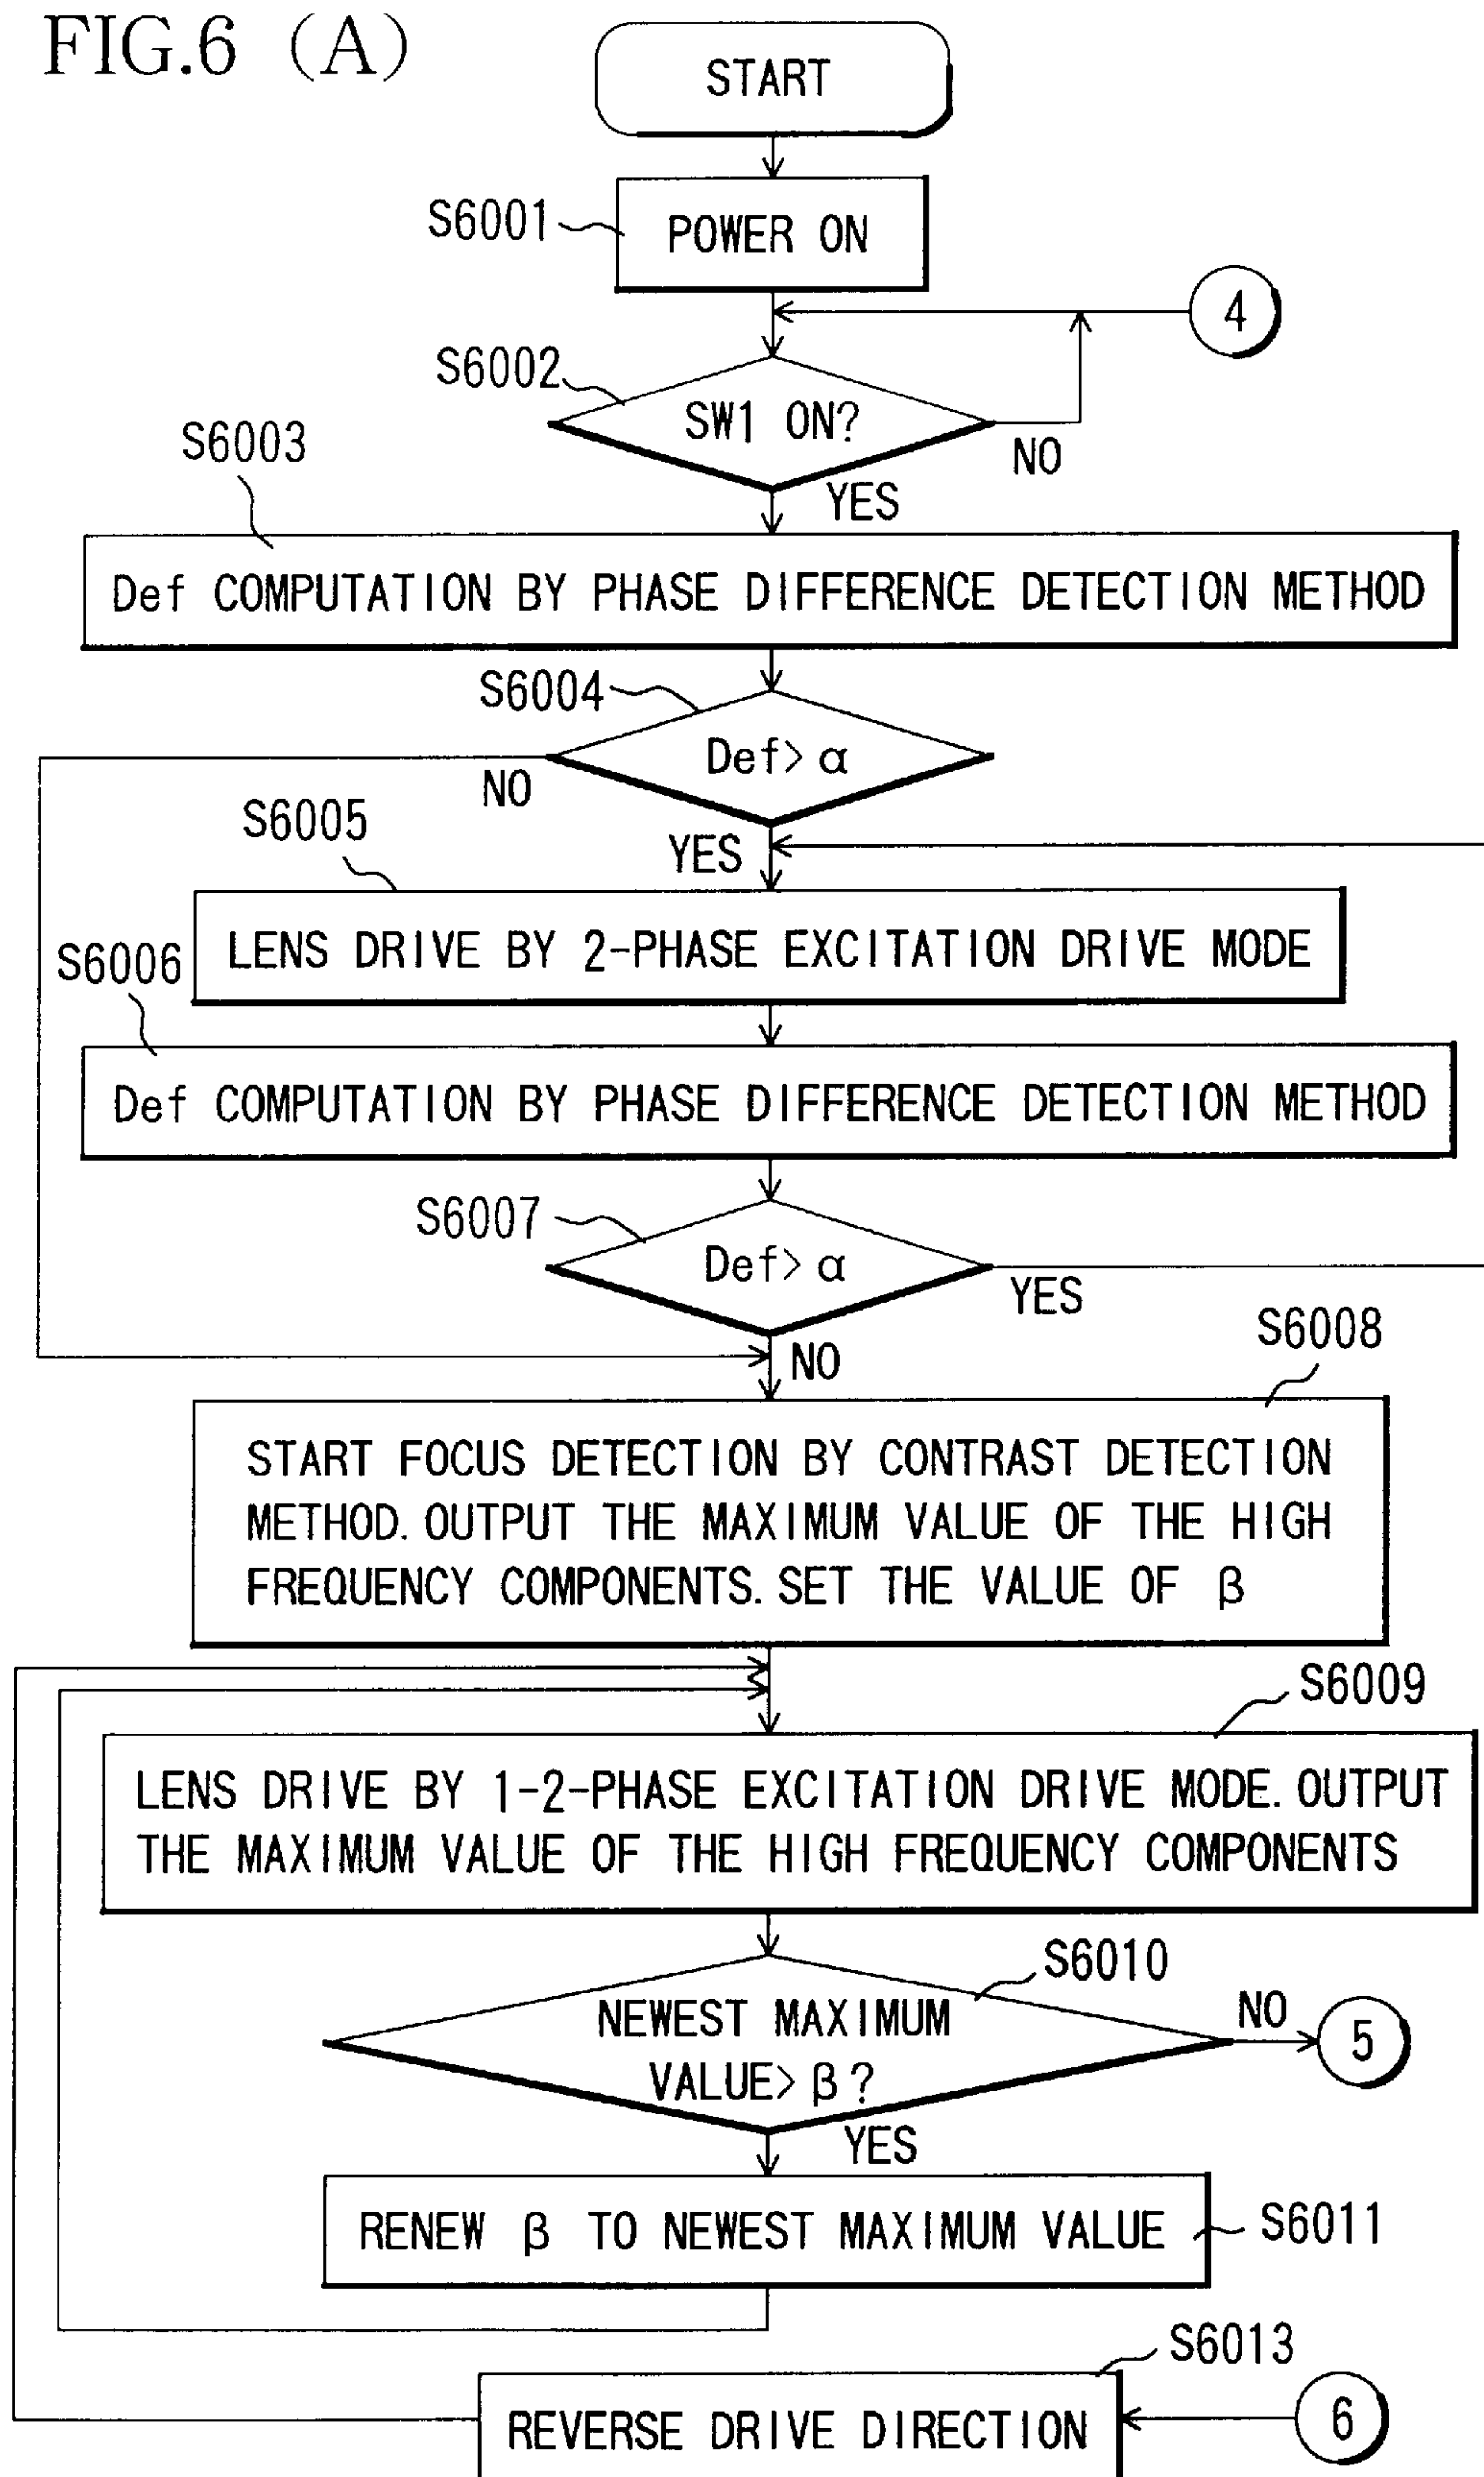 FIG.6 (A)
START
S6001
POWER ON
4
S6002
SW1 ON?
NO
YES
S6003
Def COMPUTATION BY PHASE DIFFERENCE DETECTION METHOD
S6004
Def> α
NO
YES
S6005
LENS DRIVE BY 2-PHASE EXCITATION DRIVE MODE
S6006
Def COMPUTATION BY PHASE DIFFERENCE DETECTION METHOD
S6007
Def> α
YES
NO
S6008
START FOCUS DETECTION BY CONTRAST DETECTION
METHOD. OUTPUT THE MAXIMUM VALUE OF THE HIGH
FREQUENCY COMPONENTS. SET THE VALUE OF β
S6009
LENS DRIVE BY 1-2-PHASE EXCITATION DRIVE MODE. OUTPUT
THE MAXIMUM VALUE OF THE HIGH FREQUENCY COMPONENTS
S6010
NEWEST MAXIMUM
VALUE> β?
NO
5
YES
RENEW β TO NEWEST MAXIMUM VALUE
S6011
S6013
REVERSE DRIVE DIRECTION
6